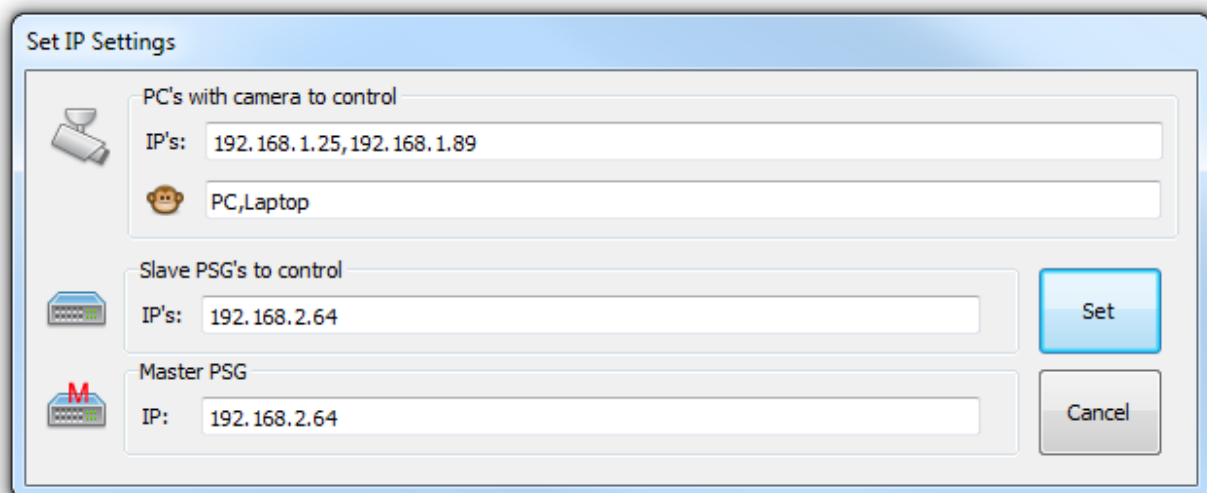 Set IP Settings
PC's with camera to control
IP's: 192.168.1.25,192.168.1.89
PC,Laptop
Slave PSG's to control
IP's: 192.168.2.64
Set
Master PSG
M
IP: 192.168.2.64
Cancel